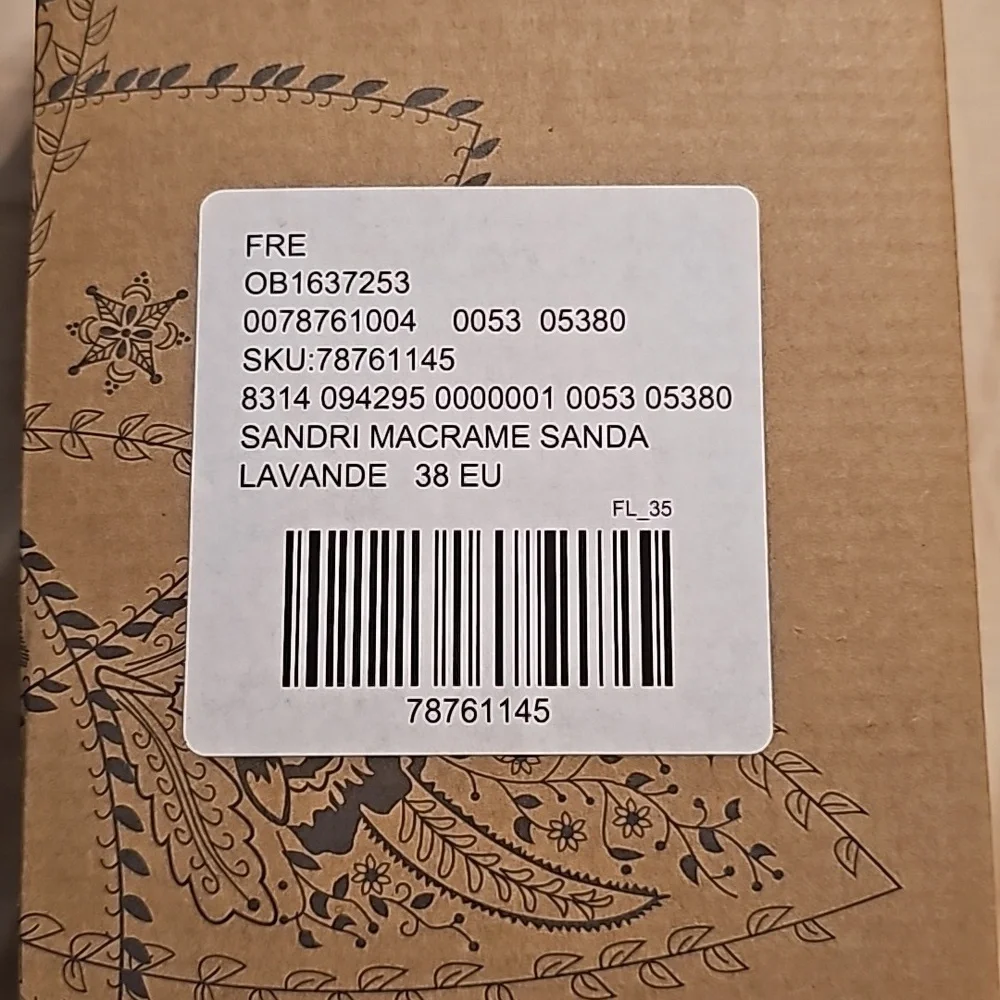 FRE
OB1637253
0078761004 0053 05380
SKU:78761145
8314 094295 0000001 0053 05380
SANDRI MACRAME SANDA
LAVANDE 38 EU
FL_35
78761145